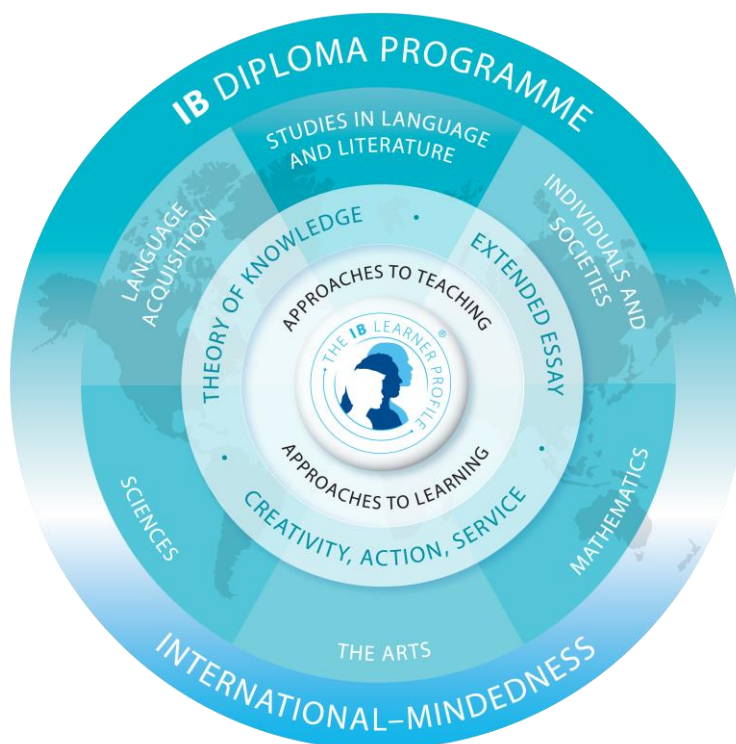 IB DIPLOMA PROGRAMME
STUDIES IN LANGUAGE
AND LITERATURE
LANGUAGE
ACQUISITION
INDIVIDUALS AND
SOCIETIES
THEORY OF KNOWLEDGE
·
EXTENDED ESSAY
APPROACHES TO TEACHING
• THE IB LEARNER PROFILE •
®
APPROACHES TO LEARNING
·
CREATIVITY, ACTION, SERVICE
·
SCIENCES
MATHEMATICS
THE ARTS
INTERNATIONAL–MINDEDNESS